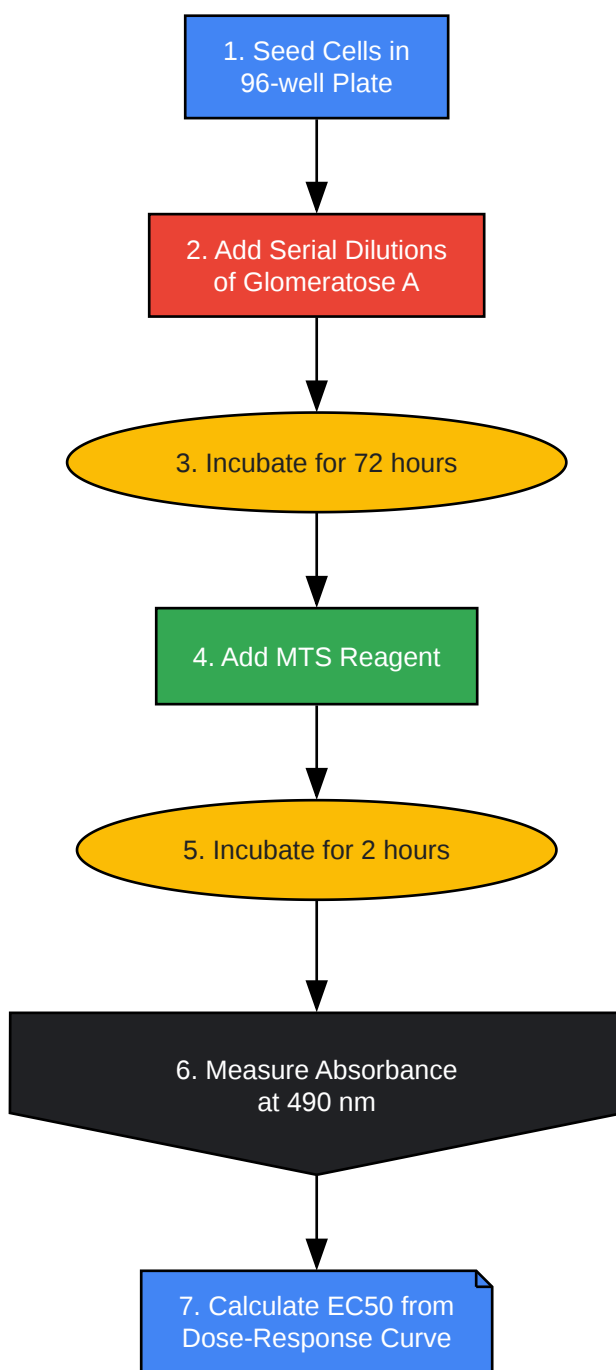 1. Seed Cells in
96-well Plate
2. Add Serial Dilutions
of Glomeratose A
3. Incubate for 72 hours
4. Add MTS Reagent
5. Incubate for 2 hours
6. Measure Absorbance
at 490 nm
7. Calculate EC50 from
Dose-Response Curve